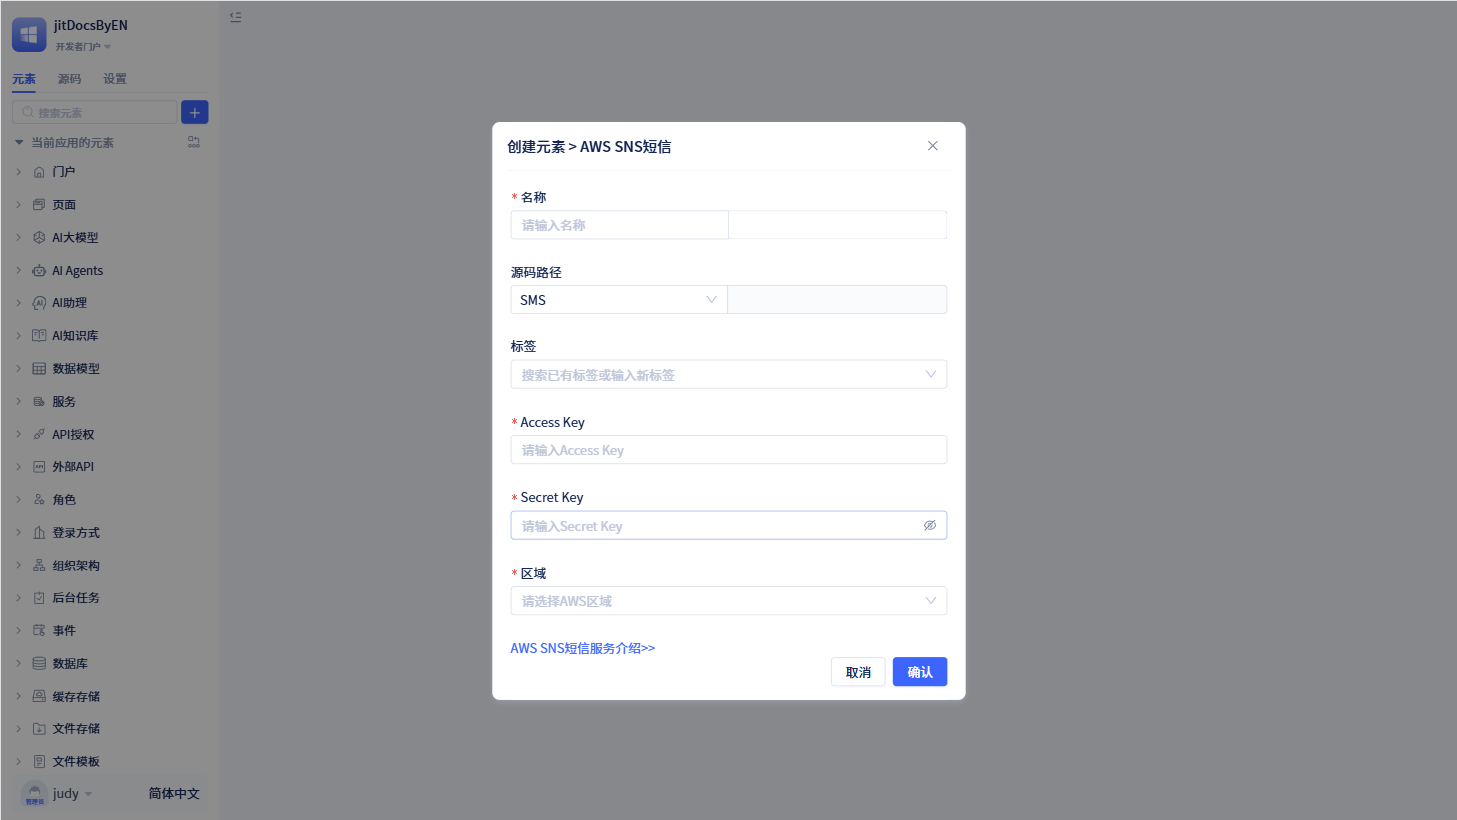 jitDocsByEN
开发者门户
元素 源码 设置
搜索元素
当前应用的元素
门户
页面
AI大模型
AI Agents
AI助理
AI知识库
数据模型
服务
API授权
外部API
角色
登录方式
组织架构
后台任务
事件
数据库
缓存存储
文件存储
文件模板
管理员
judy
简体中文
创建元素 > AWS SNS短信
* 名称
请输入名称
源码路径
SMS
标签
搜索已有标签或输入新标签
* Access Key
请输入Access Key
* Secret Key
请输入Secret Key
* 区域
请选择AWS区域
AWS SNS短信服务介绍>>
取消 确认